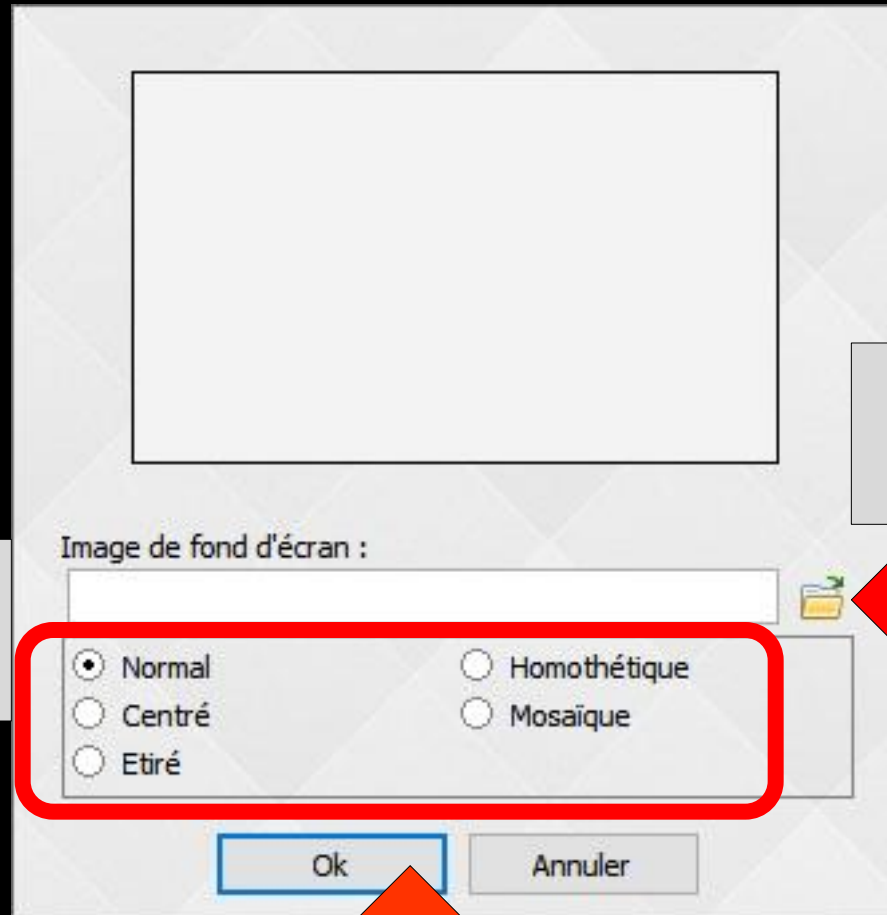 Image de fond d'écran :
Normal
Homothétique
Centré
Mosaïque
Etiré
Ok
Annuler